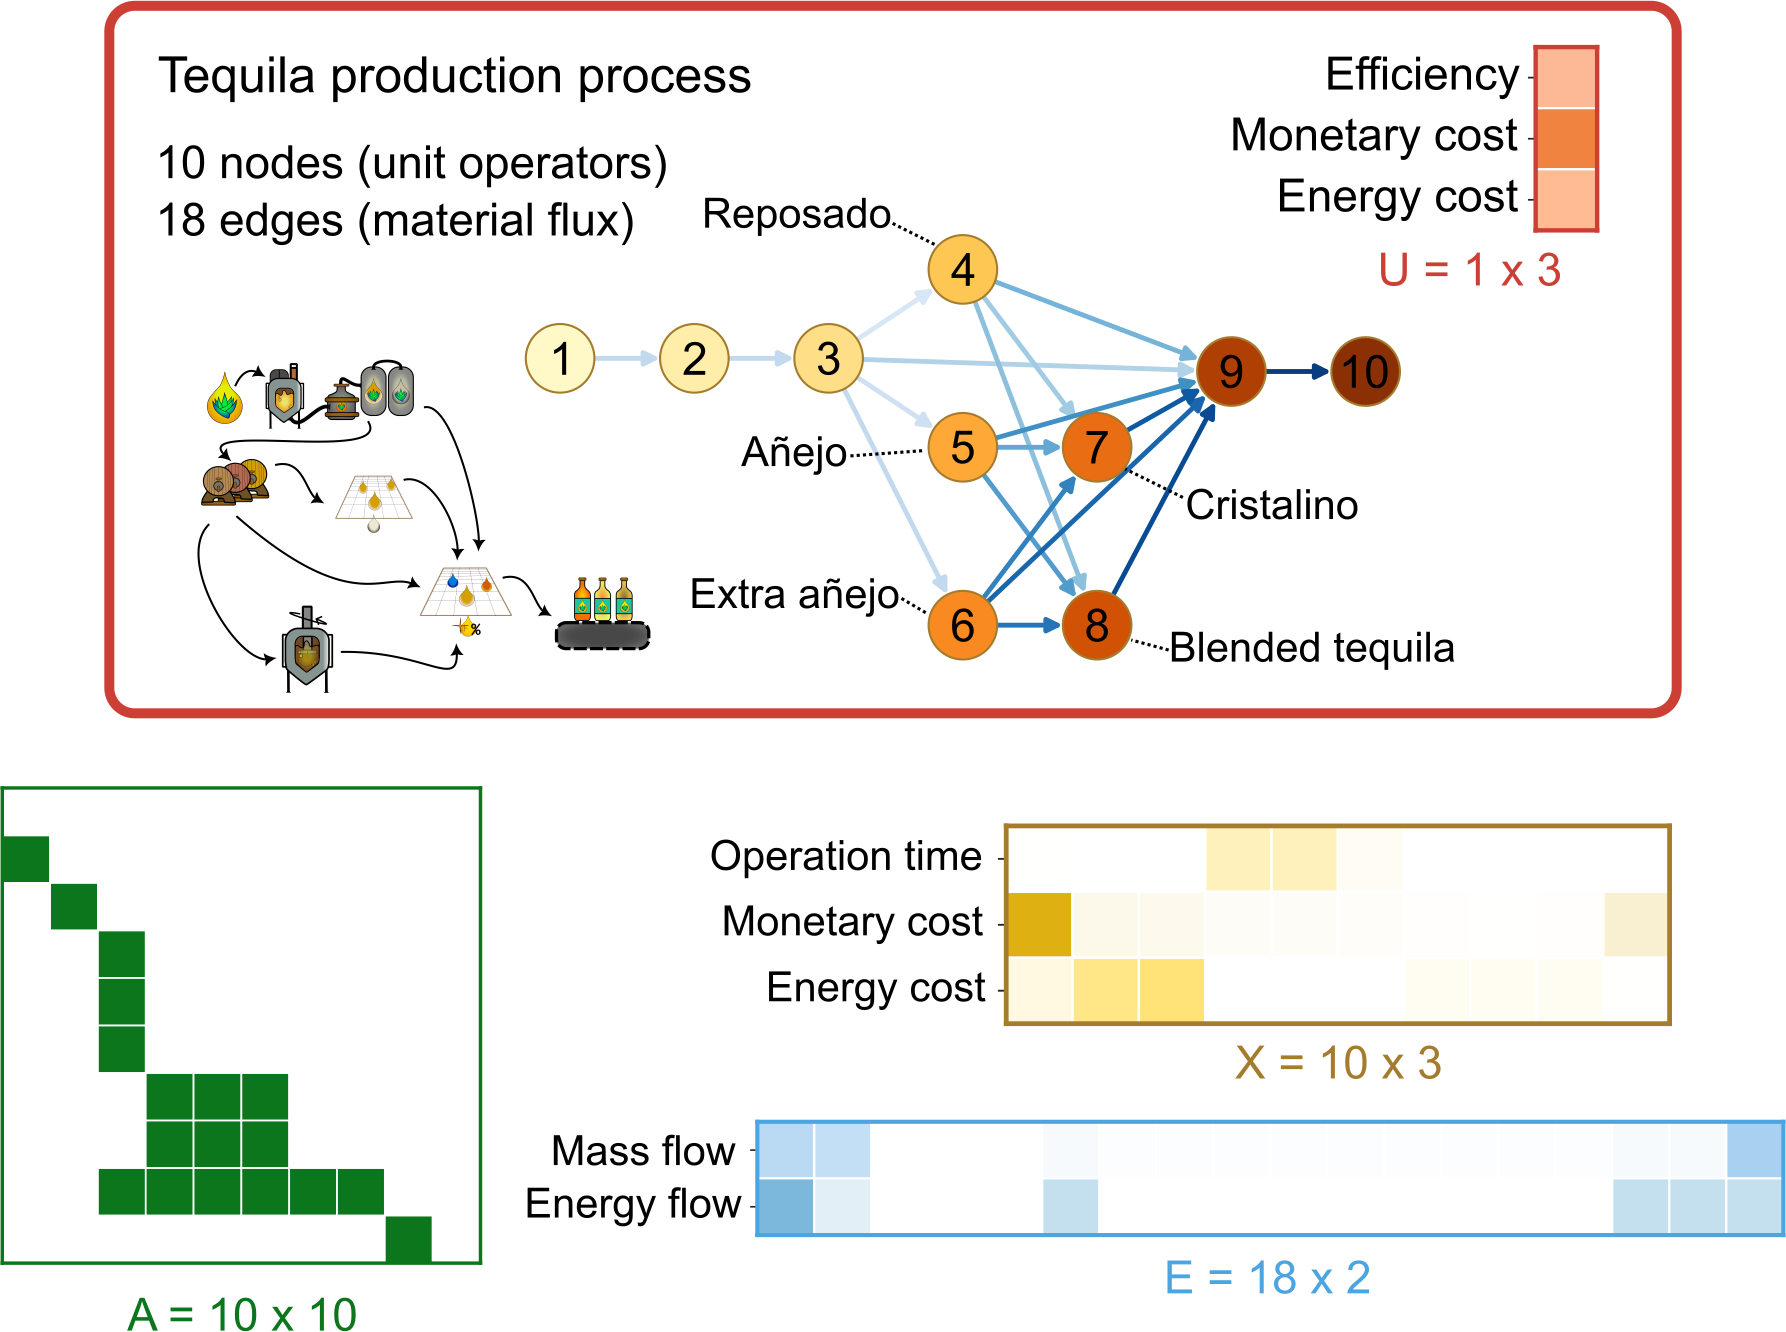 Tequila production process
10 nodes (unit operators)
18 edges (material flux)
Efficiency
Monetary cost
Energy cost
U = 1 x 3
Reposado
Añejo
Extra añejo
Cristalino
Blended tequila
1
2
3
4
5
6
7
8
9
10
%
A = 10 x 10
Operation time
Monetary cost
Energy cost
X = 10 x 3
Mass flow
Energy flow
E = 18 x 2